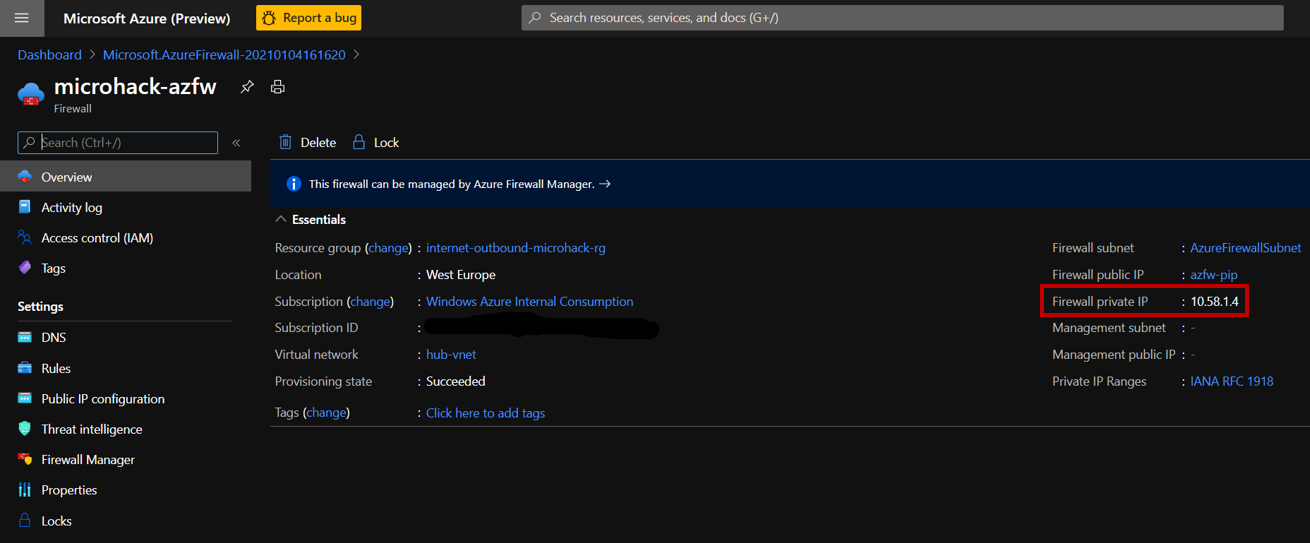 Microsoft Azure (Preview)
Report a bug
Search resources, services, and docs (G+/)
Dashboard > Microsoft.AzureFirewall-20210104161620 >
microhack-azfw
Firewall
Search (Ctrl+/)
«
Delete
Lock
Overview
Activity log
Access control (IAM)
Tags
Settings
DNS
Rules
Public IP configuration
Threat intelligence
Firewall Manager
Properties
Locks
This firewall can be managed by Azure Firewall Manager. →
Essentials
Resource group (change) : internet-outbound-microhack-rg
Location : West Europe
Subscription (change) : Windows Azure Internal Consumption
Subscription ID :
Virtual network : hub-vnet
Provisioning state : Succeeded
Tags (change) : Click here to add tags
Firewall subnet : AzureFirewallSubnet
Firewall public IP : azfw-pip
Firewall private IP : 10.58.1.4
Management subnet : -
Management public IP : -
Private IP Ranges : IANA RFC 1918